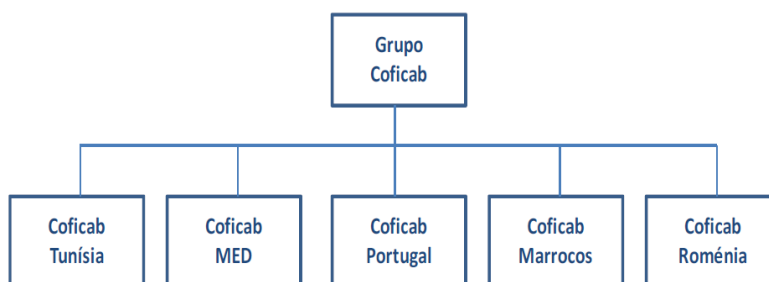 Grupo
Coficab
Coficab
Tunísia
Coficab
MED
Coficab
Portugal
Coficab
Marrocos
Coficab
Roménia